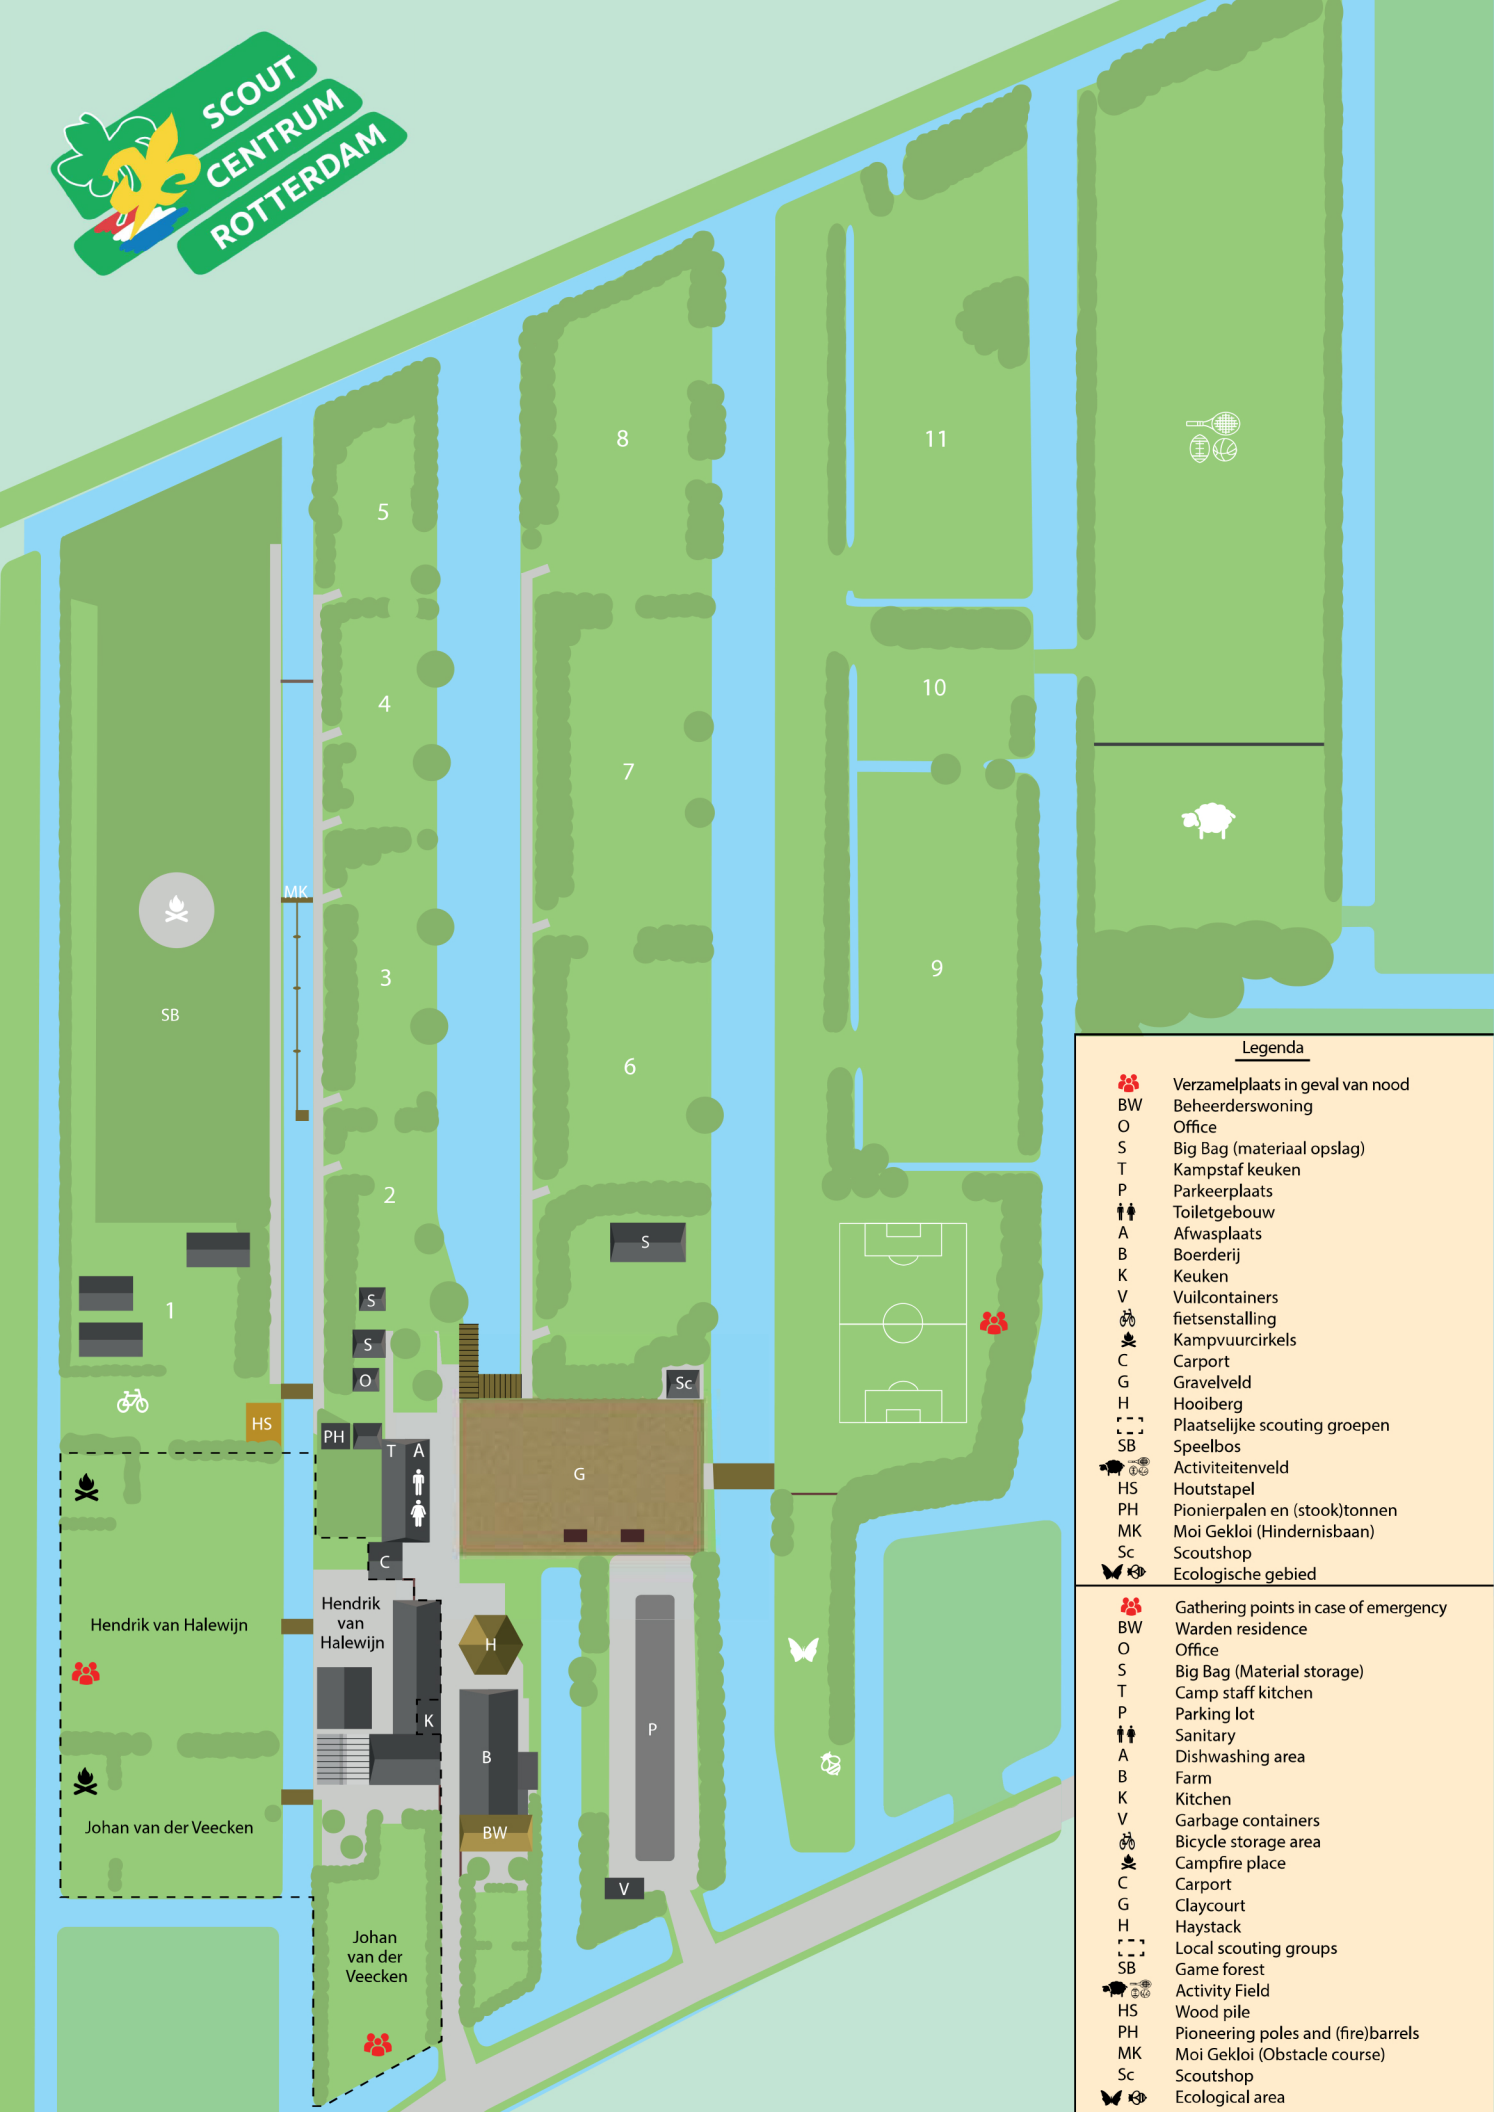 SCOUT
CENTRUM
ROTTERDAM
8
11
5
10
4
7
MK
9
3
SB
6
2
S
1
S
S
O
Sc
HS
PH
T A
G
C
Hendrik van Halewijn
Hendrik
van
Halewijn
H
K
P
B
Johan van der Veecken
BW
V
Johan
van der
Veecken
Legenda
Verzamelplaats in geval van nood
BW Beheerderswoning
O Office
S Big Bag (materiaal opslag)
T Kampstaf keuken
P Parkeerplaats
Toiletgebouw
A Afwasplaats
B Boerderij
K Keuken
V Vuilcontainers
fietsenstalling
Kampvuurcirkels
C Carport
G Gravelveld
H Hooiberg
Plaatselijke scouting groepen
SB Speelbos
Activiteitenveld
HS Houtstapel
PH Pionierpalen en (stook)tonnen
MK Moi Gekloi (Hindernisbaan)
Sc Scoutshop
Ecologische gebied
Gathering points in case of emergency
BW Warden residence
O Office
S Big Bag (Material storage)
T Camp staff kitchen
P Parking lot
Sanitary
A Dishwashing area
B Farm
K Kitchen
V Garbage containers
Bicycle storage area
Campfire place
C Carport
G Claycourt
H Haystack
Local scouting groups
SB Game forest
Activity Field
HS Wood pile
PH Pioneering poles and (fire)barrels
MK Moi Gekloi (Obstacle course)
Sc Scoutshop
Ecological area